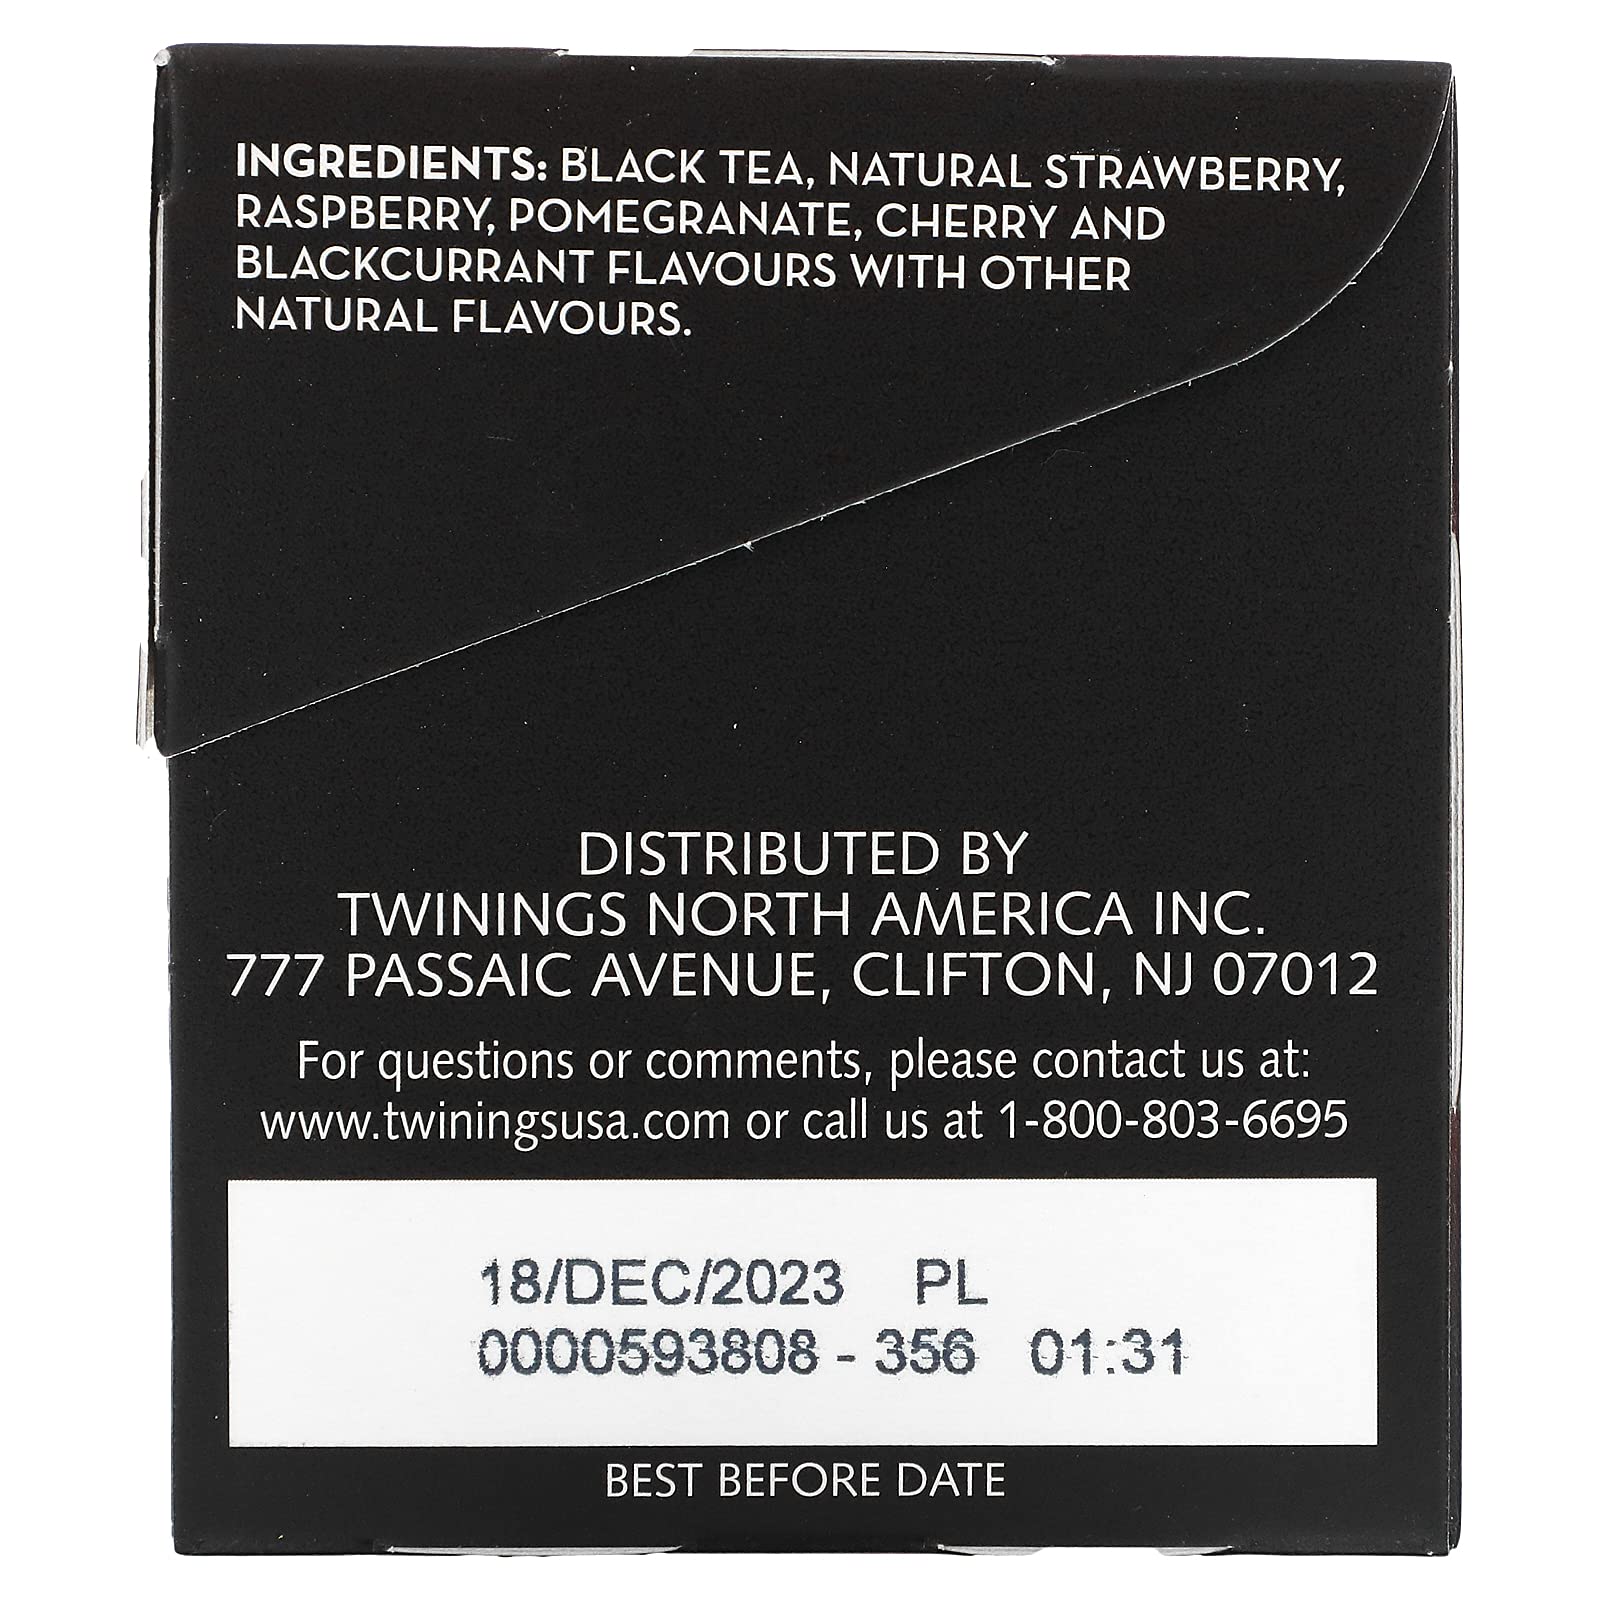 INGREDIENTS: BLACK TEA, NATURAL STRAWBERRY,
RASPBERRY, POMEGRANATE, CHERRY AND
BLACKCURRANT FLAVOURS WITH OTHER
NATURAL FLAVOURS.
DISTRIBUTED BY
TWININGS NORTH AMERICA INC.
777 PASSAIC AVENUE, CLIFTON, NJ 07012
For questions or comments, please contact us at:
www.twiningsusa.com or call us at 1-800-803-6695
18/DEC/2023 PL
0000593808 - 356 01:31
BEST BEFORE DATE